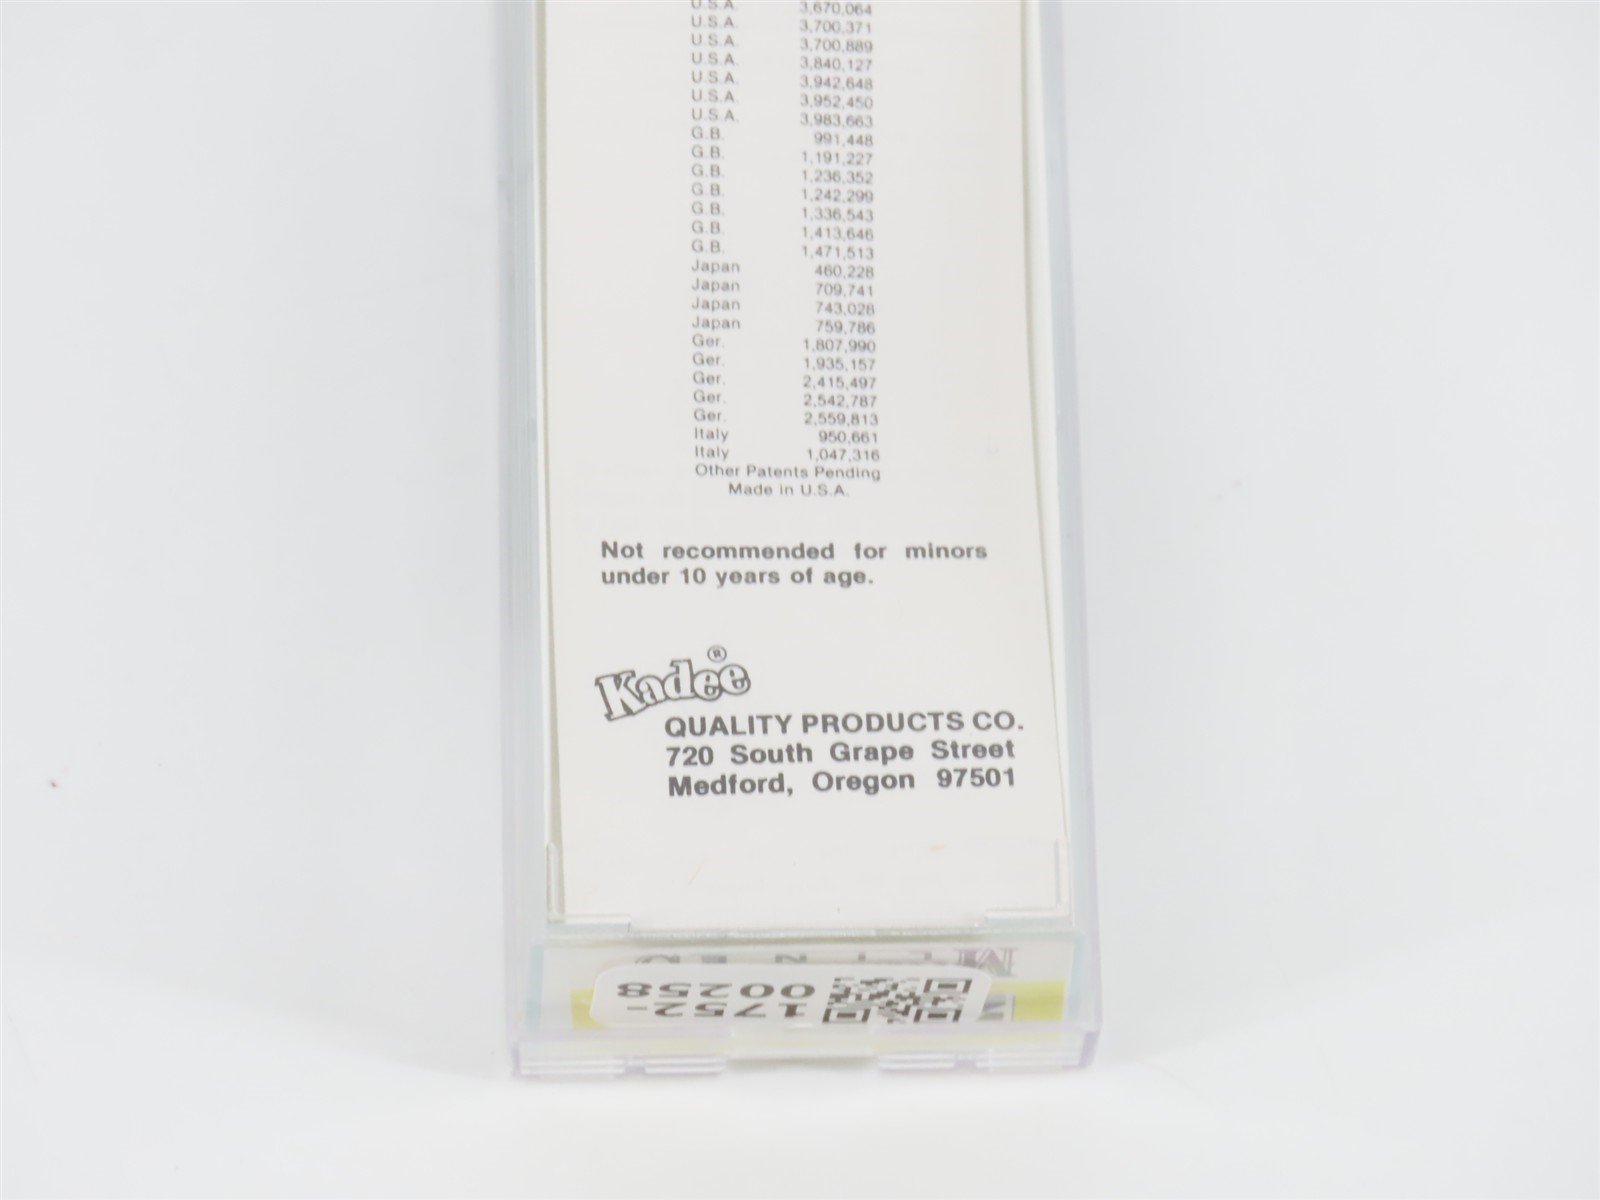 U.S.A. 3,670,064
U.S.A. 3,700,371
U.S.A. 3,700,889
U.S.A. 3,840,127
U.S.A. 3,942,648
U.S.A. 3,952,450
U.S.A. 3,983,663
G.B. 991,448
G.B. 1,191,227
G.B. 1,236,352
G.B. 1,242,299
G.B. 1,336,543
G.B. 1,413,646
G.B. 1,471,513
Japan 460,228
Japan 709,741
Japan 743,028
Japan 759,786
Ger. 1,807,990
Ger. 1,935,157
Ger. 2,415,497
Ger. 2,542,787
Ger. 2,559,813
Italy 950,661
Italy 1,047,316
Other Patents Pending
Made in U.S.A.
Not recommended for minors
under 10 years of age.
Kadee®
QUALITY PRODUCTS CO.
720 South Grape Street
Medford, Oregon 97501
1752-
00258